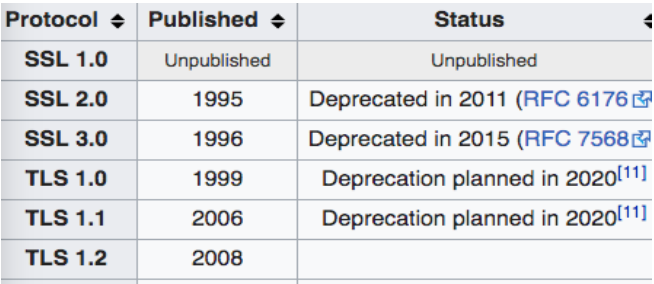 Protocol Published Status
SSL 1.0 Unpublished Unpublished
SSL 2.0 1995 Deprecated in 2011 (RFC 6176
SSL 3.0 1996 Deprecated in 2015 (RFC 7568
TLS 1.0 1999 Deprecation planned in 2020[11]
TLS 1.1 2006 Deprecation planned in 2020[11]
TLS 1.2 2008